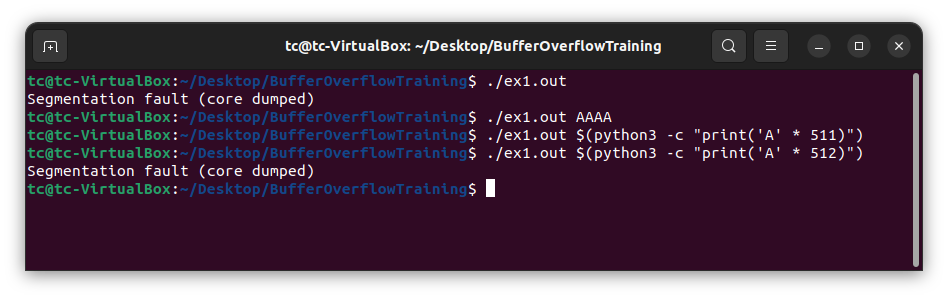 tc@tc-VirtualBox: ~/Desktop/BufferOverflowTraining
tc@tc-VirtualBox:~/Desktop/BufferOverflowTraining$ ./ex1.out
Segmentation fault (core dumped)
tc@tc-VirtualBox:~/Desktop/BufferOverflowTraining$ ./ex1.out AAAA
tc@tc-VirtualBox:~/Desktop/BufferOverflowTraining$ ./ex1.out $(python3 -c "print('A' * 511)")
tc@tc-VirtualBox:~/Desktop/BufferOverflowTraining$ ./ex1.out $(python3 -c "print('A' * 512)")
Segmentation fault (core dumped)
tc@tc-VirtualBox:~/Desktop/BufferOverflowTraining$